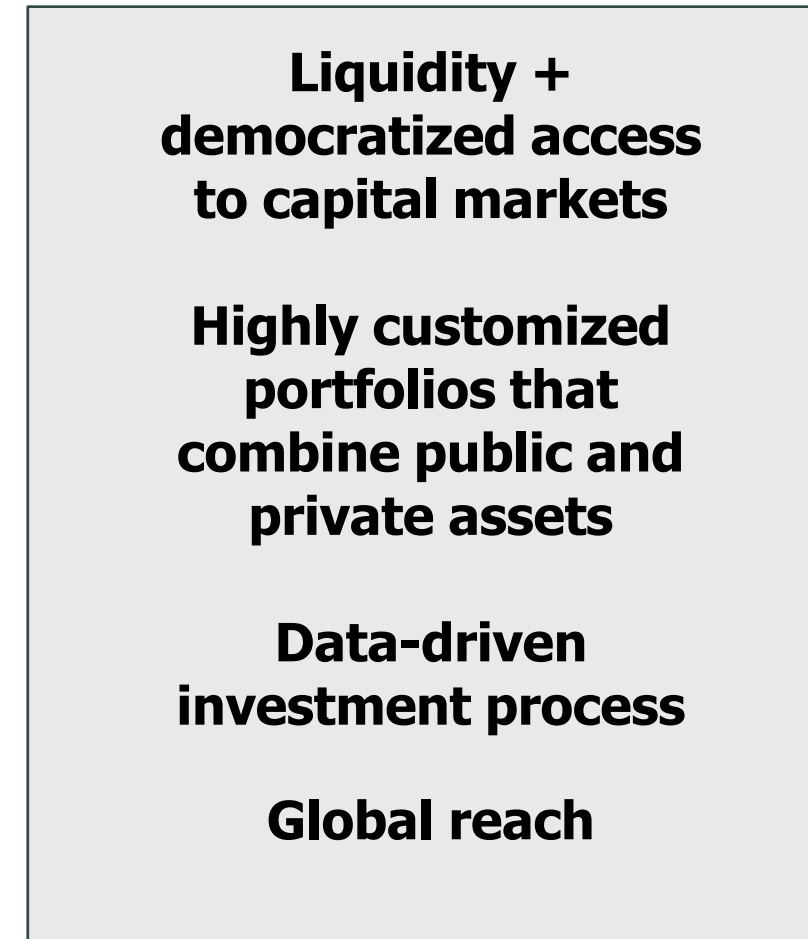 Liquidity +
democratized access
to capital markets
Highly customized
portfolios that
combine public and
private assets
Data-driven
investment process
Global reach